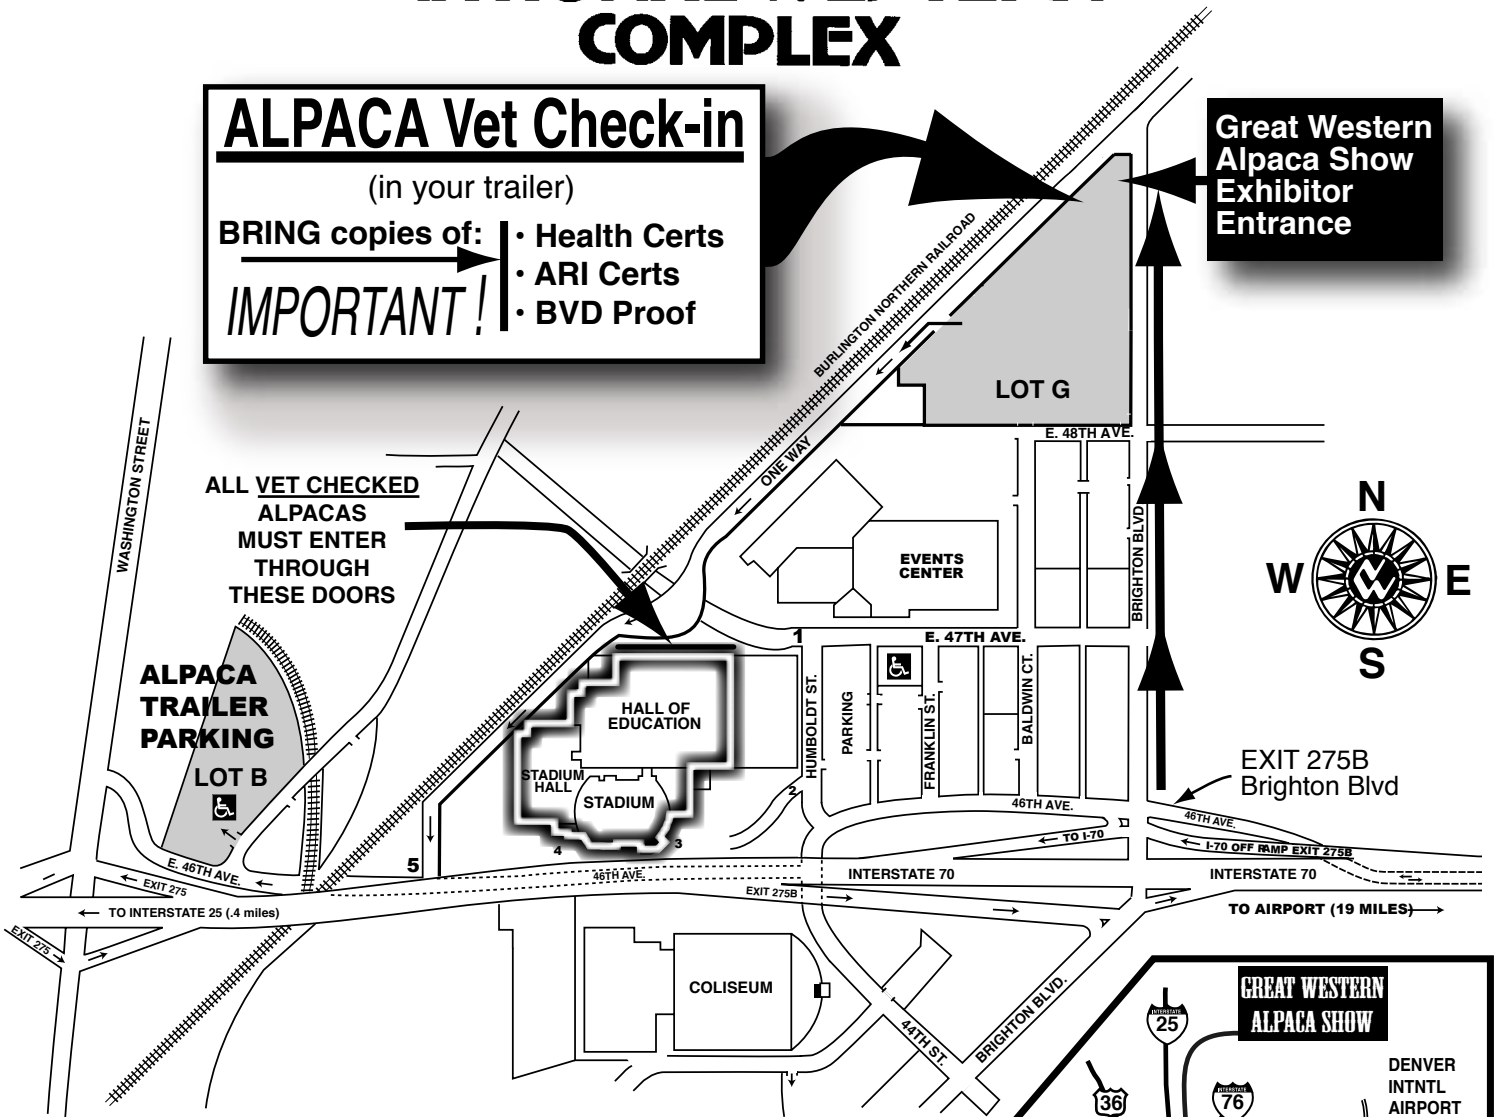 COMPLEX
ALPACA Vet Check-in
(in your trailer)
BRING copies of:
IMPORTANT !
• Health Certs
• ARI Certs
• BVD Proof
Great Western
Alpaca Show
Exhibitor
Entrance
BURLINGTON NORTHERN RAILROAD
LOT G
E. 48TH AVE.
ONE WAY
WASHINGTON STREET
ALL VET CHECKED
ALPACAS
MUST ENTER
THROUGH
THESE DOORS
EVENTS
CENTER
BRIGHTON BLVD.
N
W
E
S
1
E. 47TH AVE.
ALPACA
TRAILER
PARKING
LOT B
HALL OF
EDUCATION
STADIUM
HALL
STADIUM
HUMBOLDT ST.
PARKING
FRANKLIN ST.
BALDWIN CT.
EXIT 275B
Brighton Blvd
2
3
4
5
46TH AVE.
46TH AVE.
TO I-70
I-70 OFF RAMP EXIT 275B
E. 46TH AVE.
EXIT 275
46TH AVE.
INTERSTATE 70
INTERSTATE 70
EXIT 275B
TO INTERSTATE 25 (.4 miles)
TO AIRPORT (19 MILES)
EXIT 275
COLISEUM
44TH ST.
BRIGHTON BLVD.
GREAT WESTERN
ALPACA SHOW
INTERSTATE
25
36
INTERSTATE
76
DENVER
INTNTL
AIRPORT